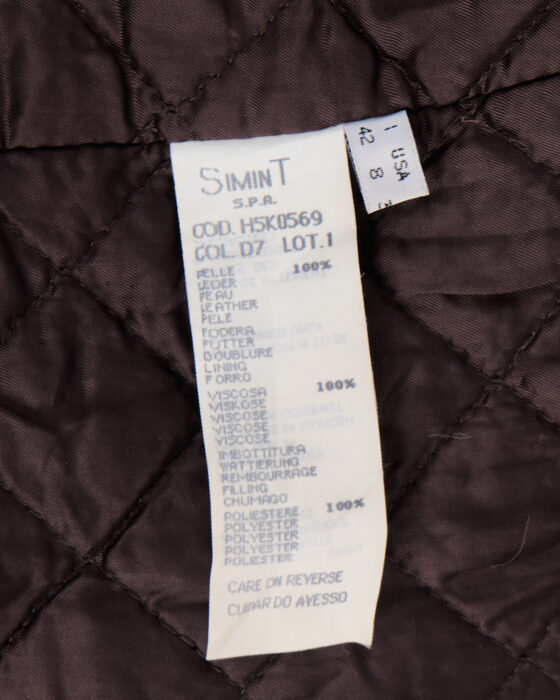 SIMINT
S.P.A.
COD. H5K0569
COL. D7 LOT. 1
PELLE 100%
LEDER
PEAU
LEATHER
PELE
FODERA
FUTTER
DOUBLURE
LINING
FORRO
VISCOSA 100%
VISKOSE
VISCOSE
VISCOSE
VISCOSE
IMBOTTITURA
WATTIERUNG
REMBOURRAGE
FILLING
CHUMAGO
POLIESTERE 100%
POLYESTER
POLYESTER
POLYESTER
POLIESTER
CARE ON REVERSE
CUIDAR DO AVESSO
I USA
42 8